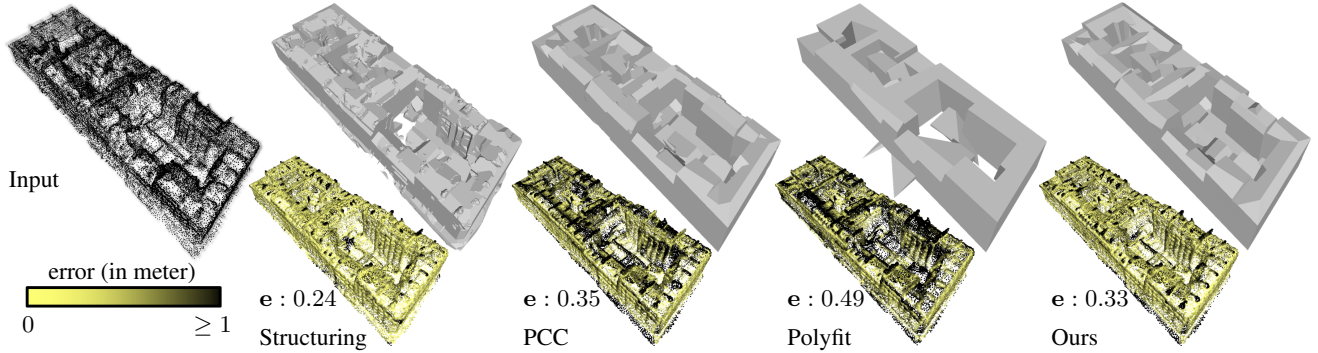 Input
error (in meter)
0
≥ 1
e : 0.24
Structuring
e : 0.35
PCC
e : 0.49
Polyfit
e : 0.33
Ours